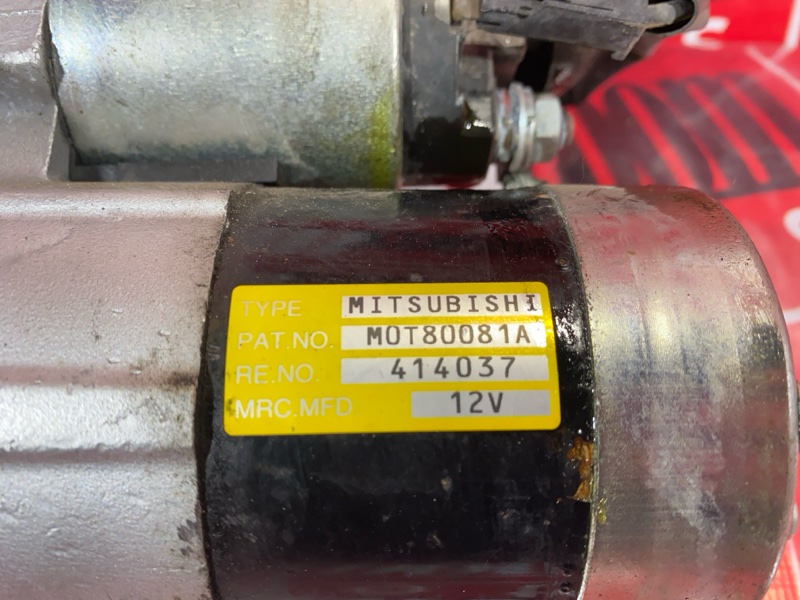 TYPE MITSUBISHI
PAT.NO. M0T80081A
RE.NO. 414037
MRC.MFD 12V